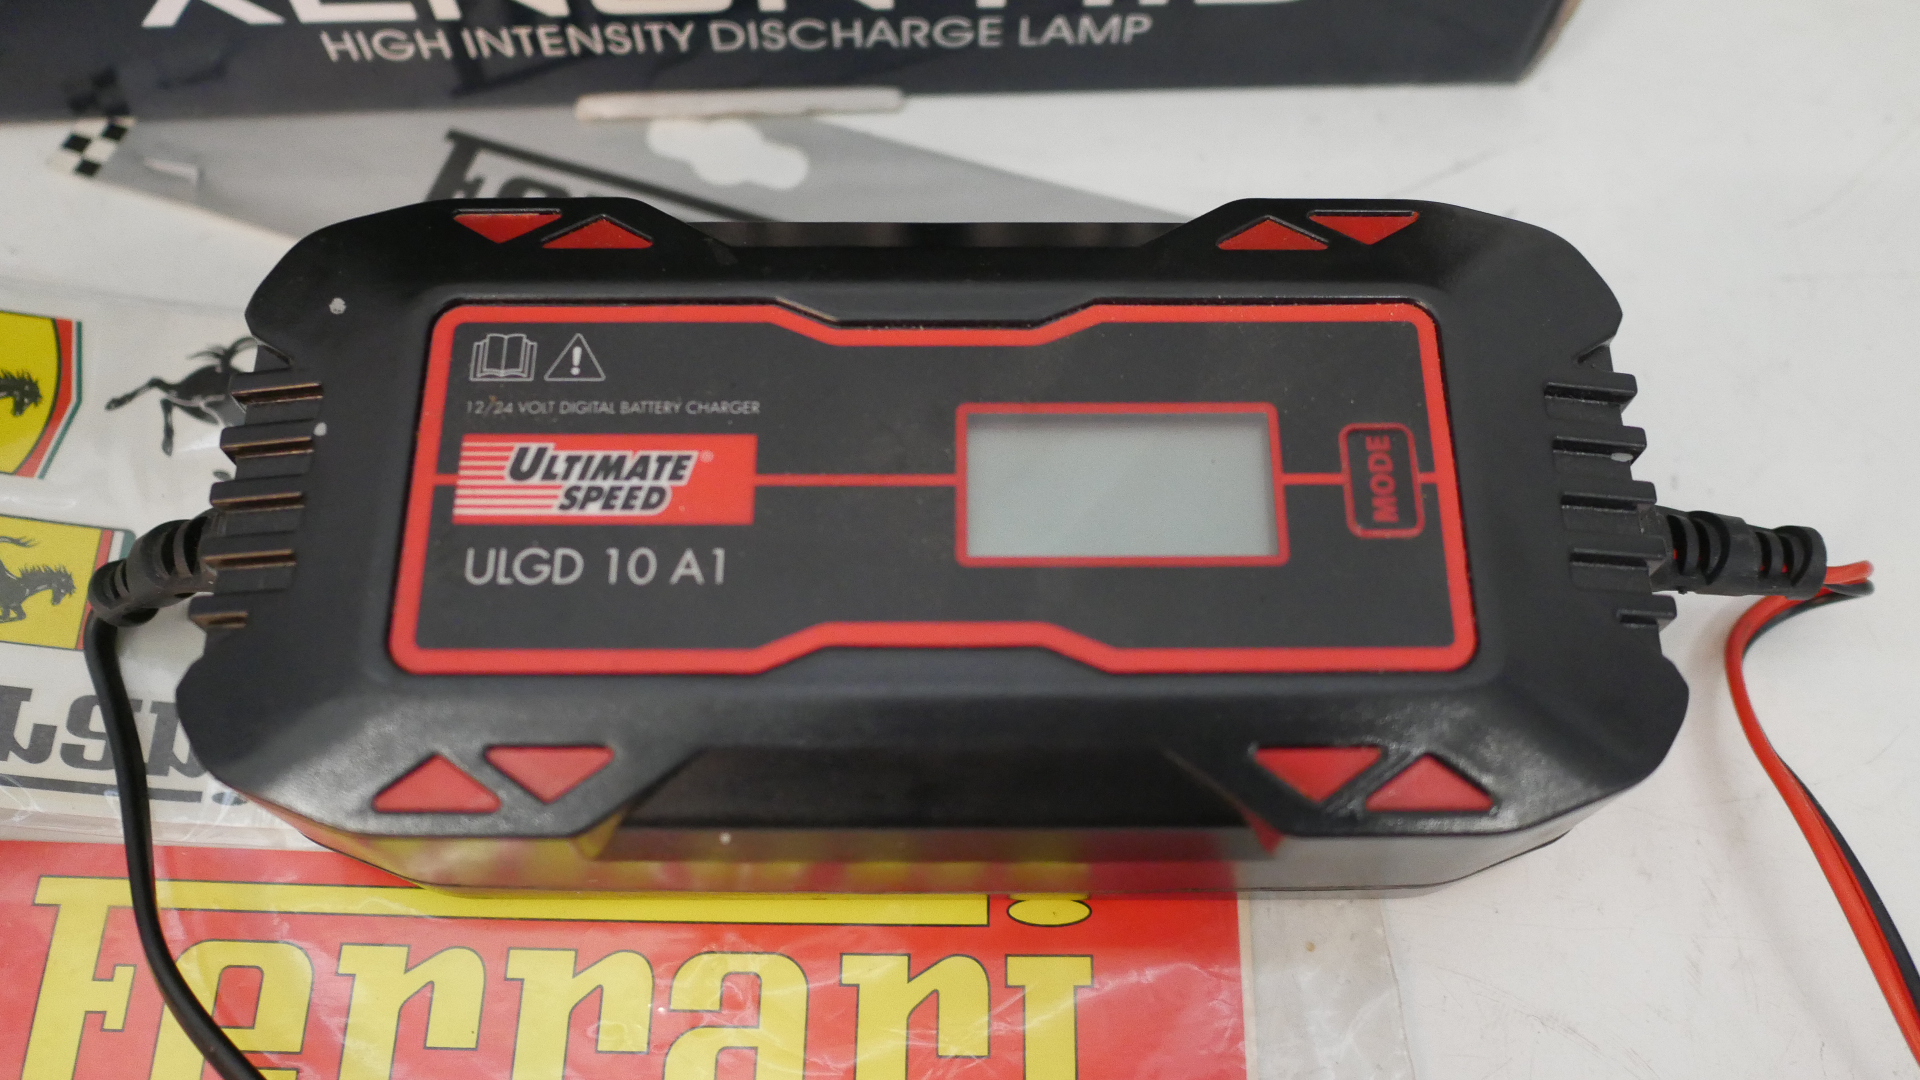 HIGH INTENSITY DISCHARGE LAMP
12/24 VOLT DIGITAL BATTERY CHARGER
ULTIMATE
SPEED®
ULGD 10 A1
MODE
Ferrari